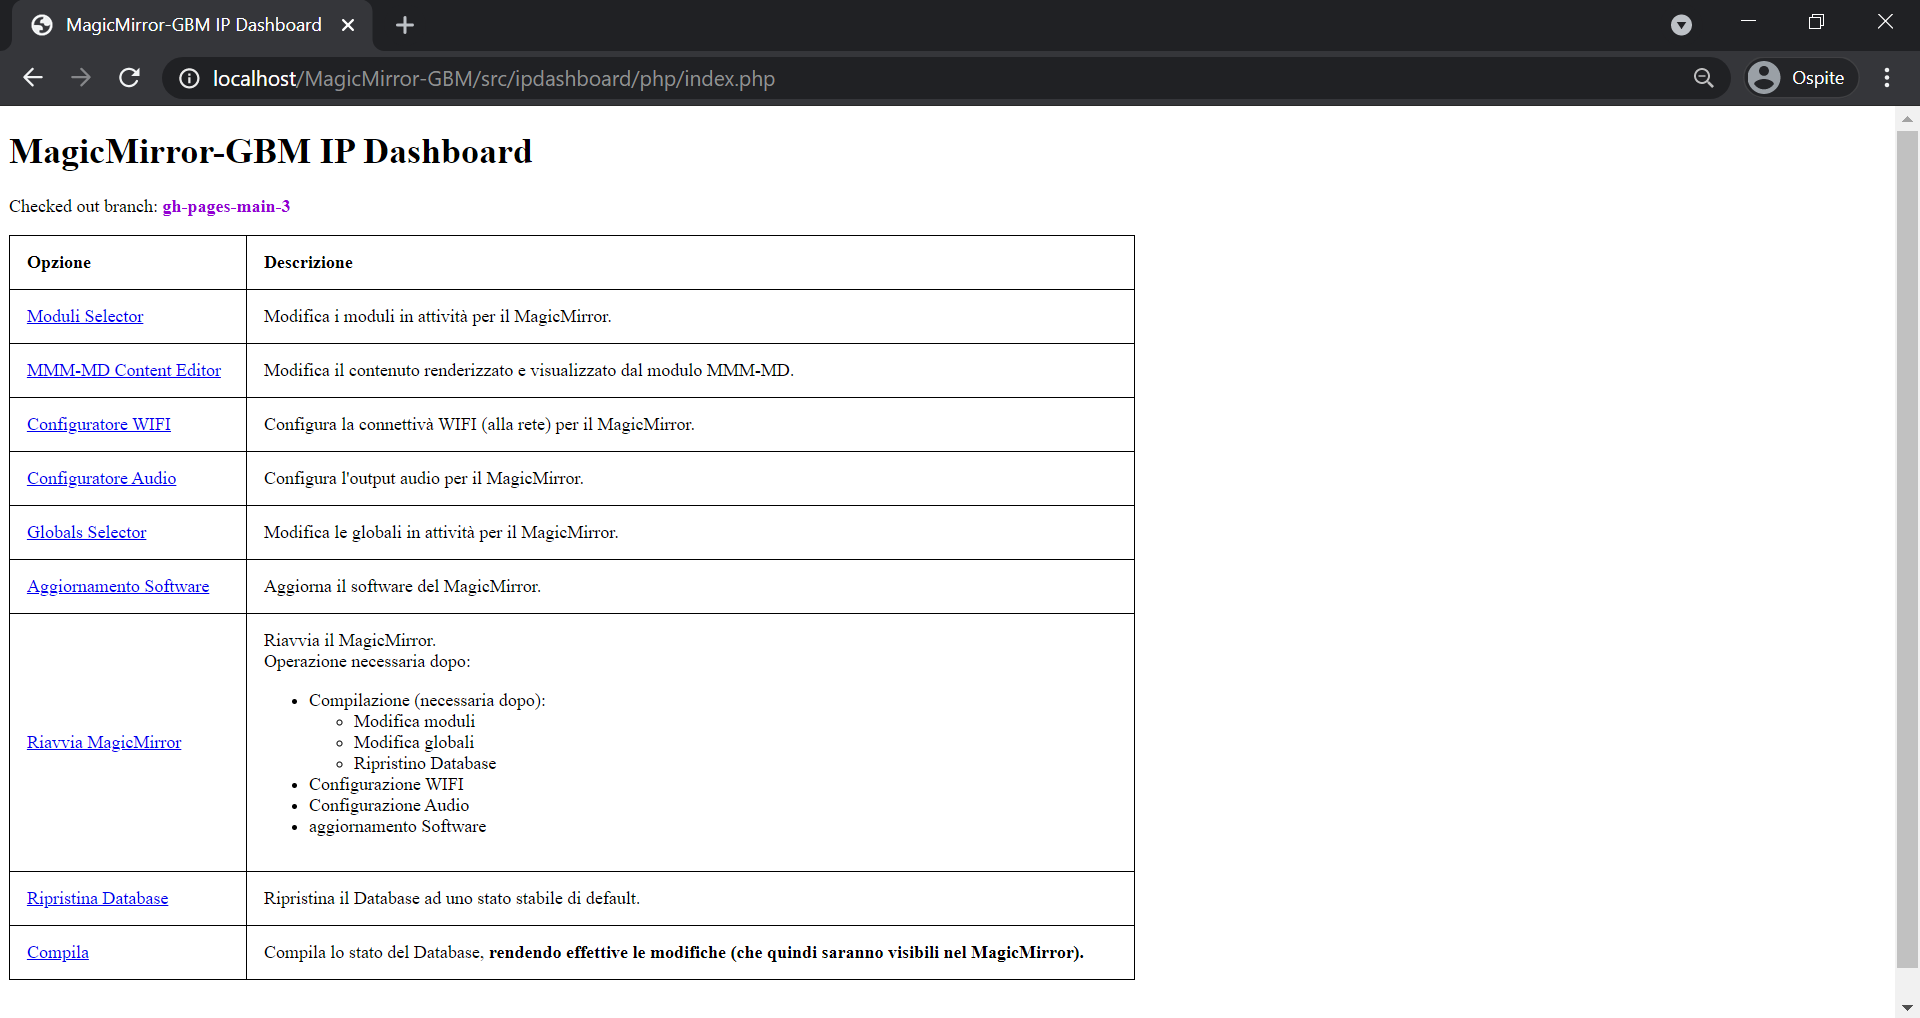 MagicMirror-GBM IP Dashboard
localhost/MagicMirror-GBM/src/ipdashboard/php/index.php
Ospite
MagicMirror-GBM IP Dashboard
Checked out branch: gh-pages-main-3
Opzione Descrizione
Moduli Selector Modifica i moduli in attività per il MagicMirror.
MMM-MD Content Editor Modifica il contenuto renderizzato e visualizzato dal modulo MMM-MD.
Configuratore WIFI Configura la connettivà WIFI (alla rete) per il MagicMirror.
Configuratore Audio Configura l'output audio per il MagicMirror.
Globals Selector Modifica le globali in attività per il MagicMirror.
Aggiornamento Software Aggiorna il software del MagicMirror.
Riavvia MagicMirror
Riavvia il MagicMirror.
Operazione necessaria dopo:
Compilazione (necessaria dopo):
Modifica moduli
Modifica globali
Ripristino Database
Configurazione WIFI
Configurazione Audio
aggiornamento Software
Ripristina Database Ripristina il Database ad uno stato stabile di default.
Compila Compila lo stato del Database, rendendo effettive le modifiche (che quindi saranno visibili nel MagicMirror).